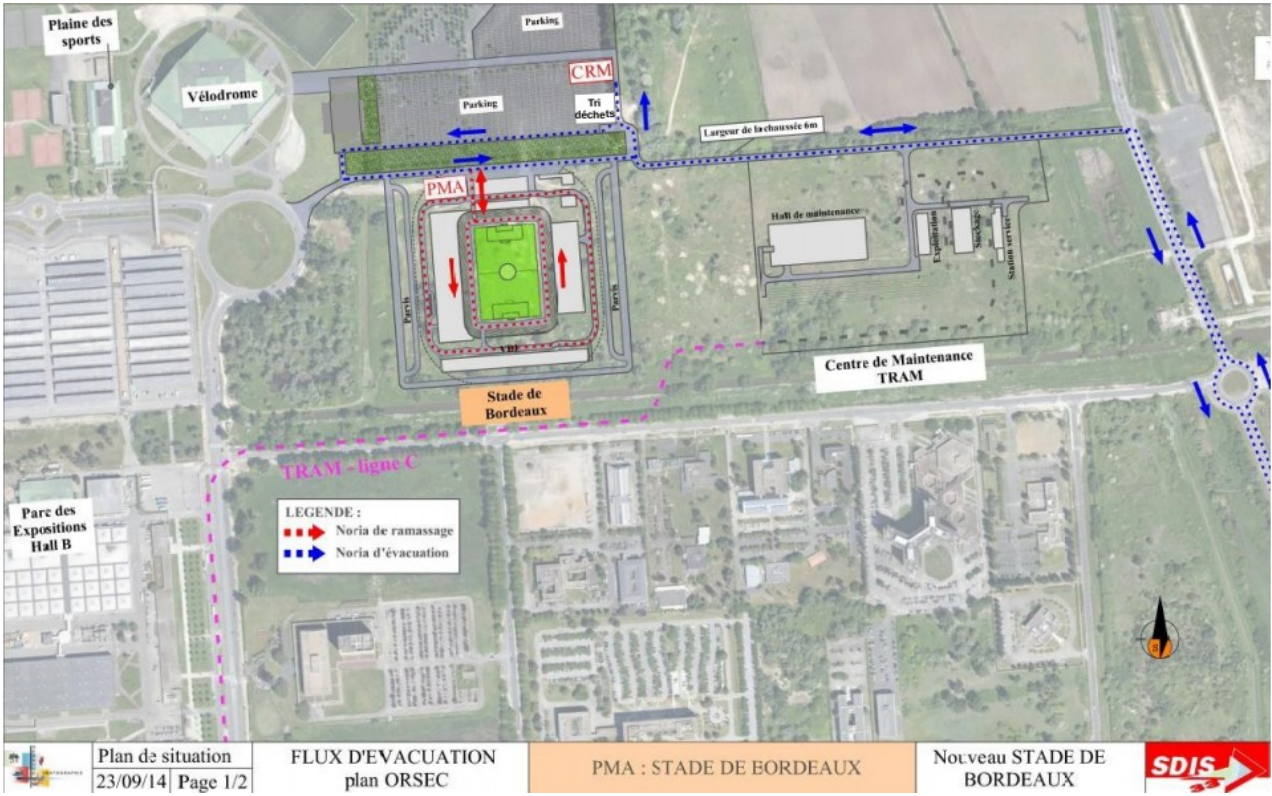 Plaine des
sports
Vélodrome
Parking
CRM
Parking
Tri
déchets
Largeur de la chaussée 6m
PMA
Hall de maintenance
Exploitation
Stockage
Station service
Parvis
Parvis
Centre de Maintenance
TRAM
Stade de
Bordeaux
TRAM - ligne C
Parc des
Expositions
Hall B
LEGENDE :
Noria de ramassage
Noria d'évacuation
S
Plan de situation
23/09/14 Page 1/2
FLUX D'EVACUATION
plan ORSEC
PMA : STADE DE BORDEAUX
Nouveau STADE DE
BORDEAUX
SDIS
33